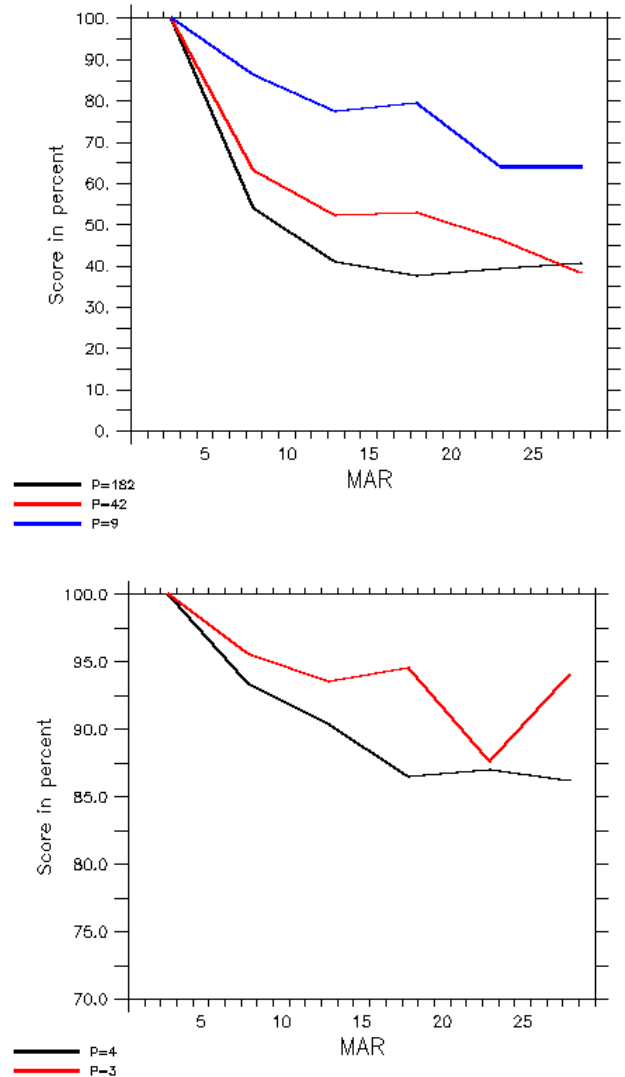 100.
90.
80.
70.
60.
50.
40.
30.
20.
10.
0.
Score in percent
5 10 15 20 25
MAR
P=182
P=42
P=9
100.0
95.0
90.0
85.0
80.0
75.0
70.0
Score in percent
5 10 15 20 25
MAR
P=4
P=3